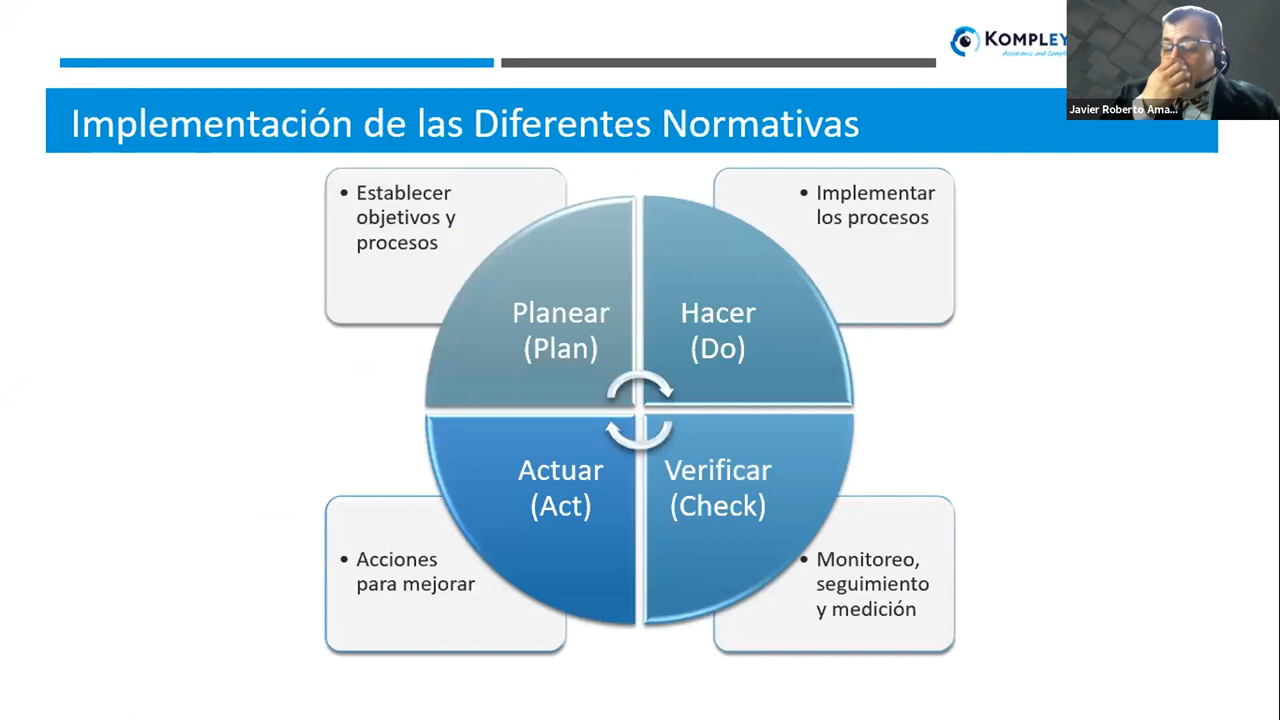 KOMPLEY
Javier Roberto Ama...
Implementación de las Diferentes Normativas
• Establecer
objetivos y
procesos
• Implementar
los procesos
Planear
(Plan)
Hacer
(Do)
Actuar
(Act)
Verificar
(Check)
• Acciones
para mejorar
• Monitoreo,
seguimiento
y medición